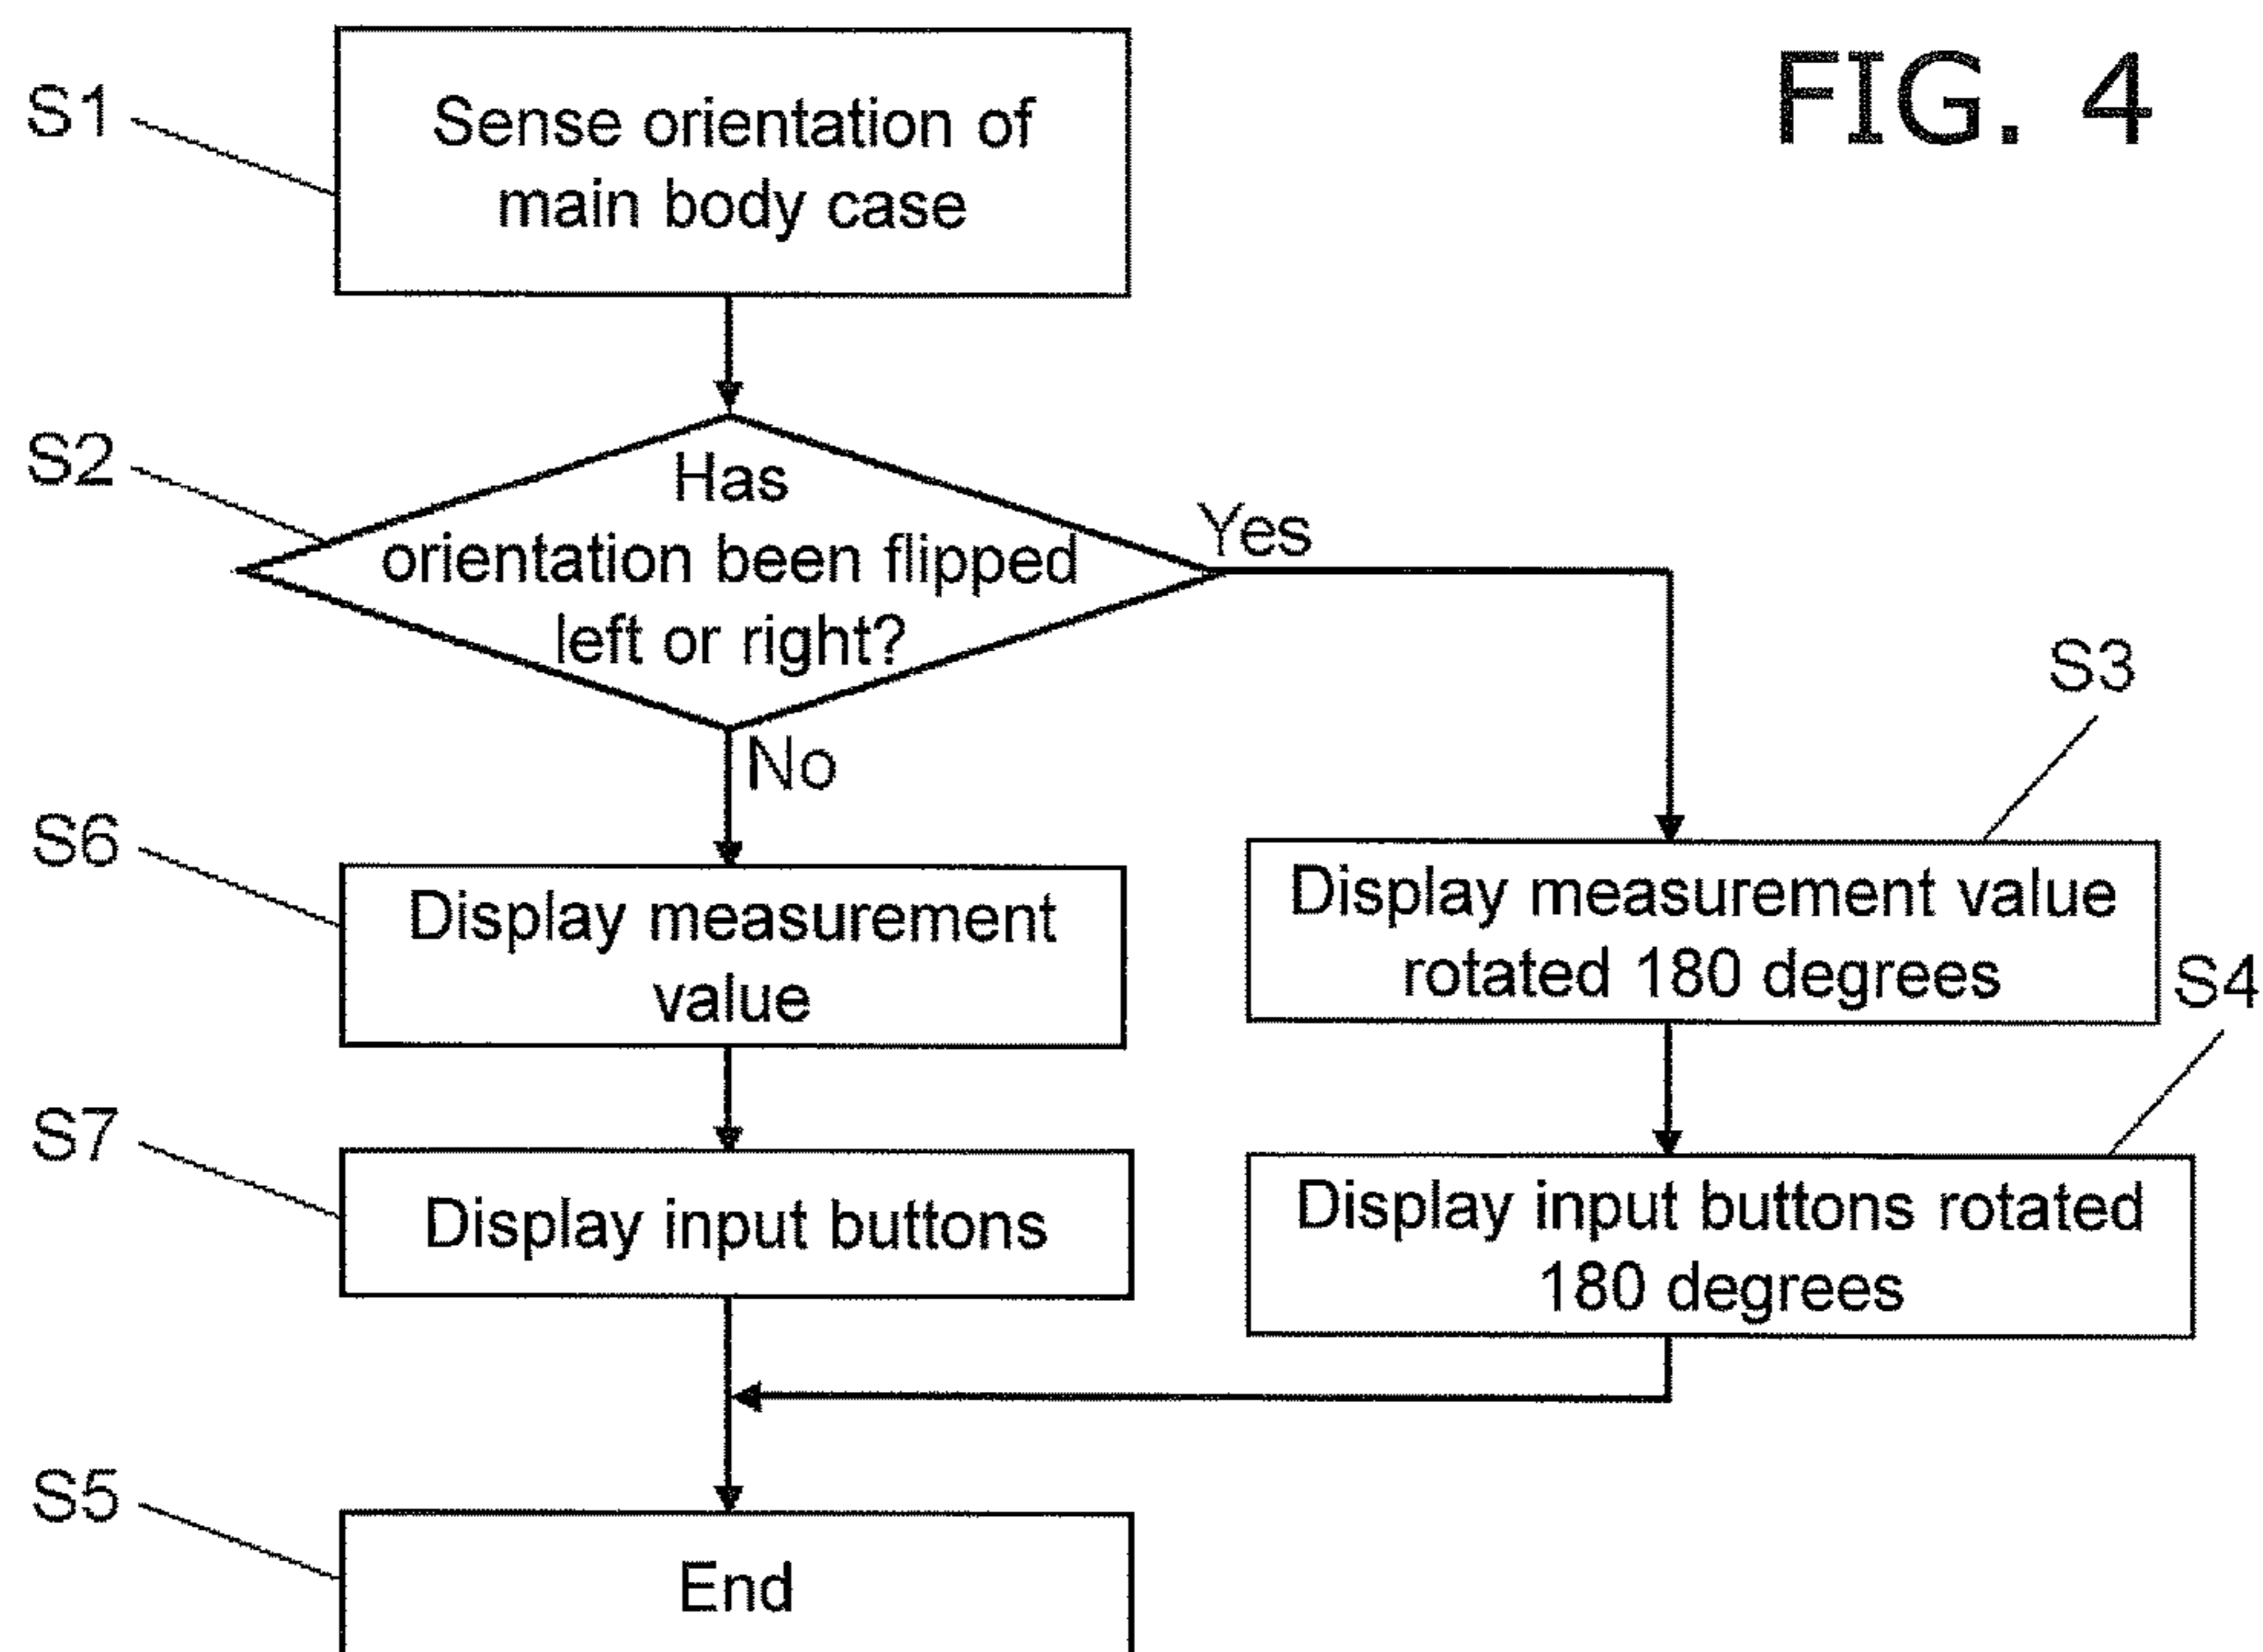 FIG. 4
S1
Sense orientation of
main body case
S2
Has
orientation been flipped
left or right?
Yes
No
S3
Display measurement value
rotated 180 degrees
S4
Display input buttons rotated
180 degrees
S6
Display measurement
value
S7
Display input buttons
S5
End